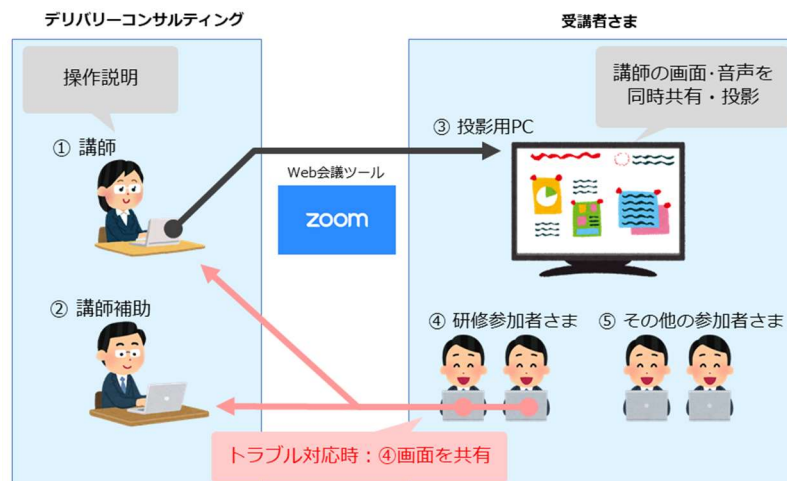 デリバリーコンサルティング
受講者さま
操作説明
講師の画面・音声を
同時共有・投影
① 講師
③ 投影用PC
Web会議ツール
zoom
② 講師補助
④ 研修参加者さま
⑤ その他の参加者さま
トラブル対応時：④画面を共有